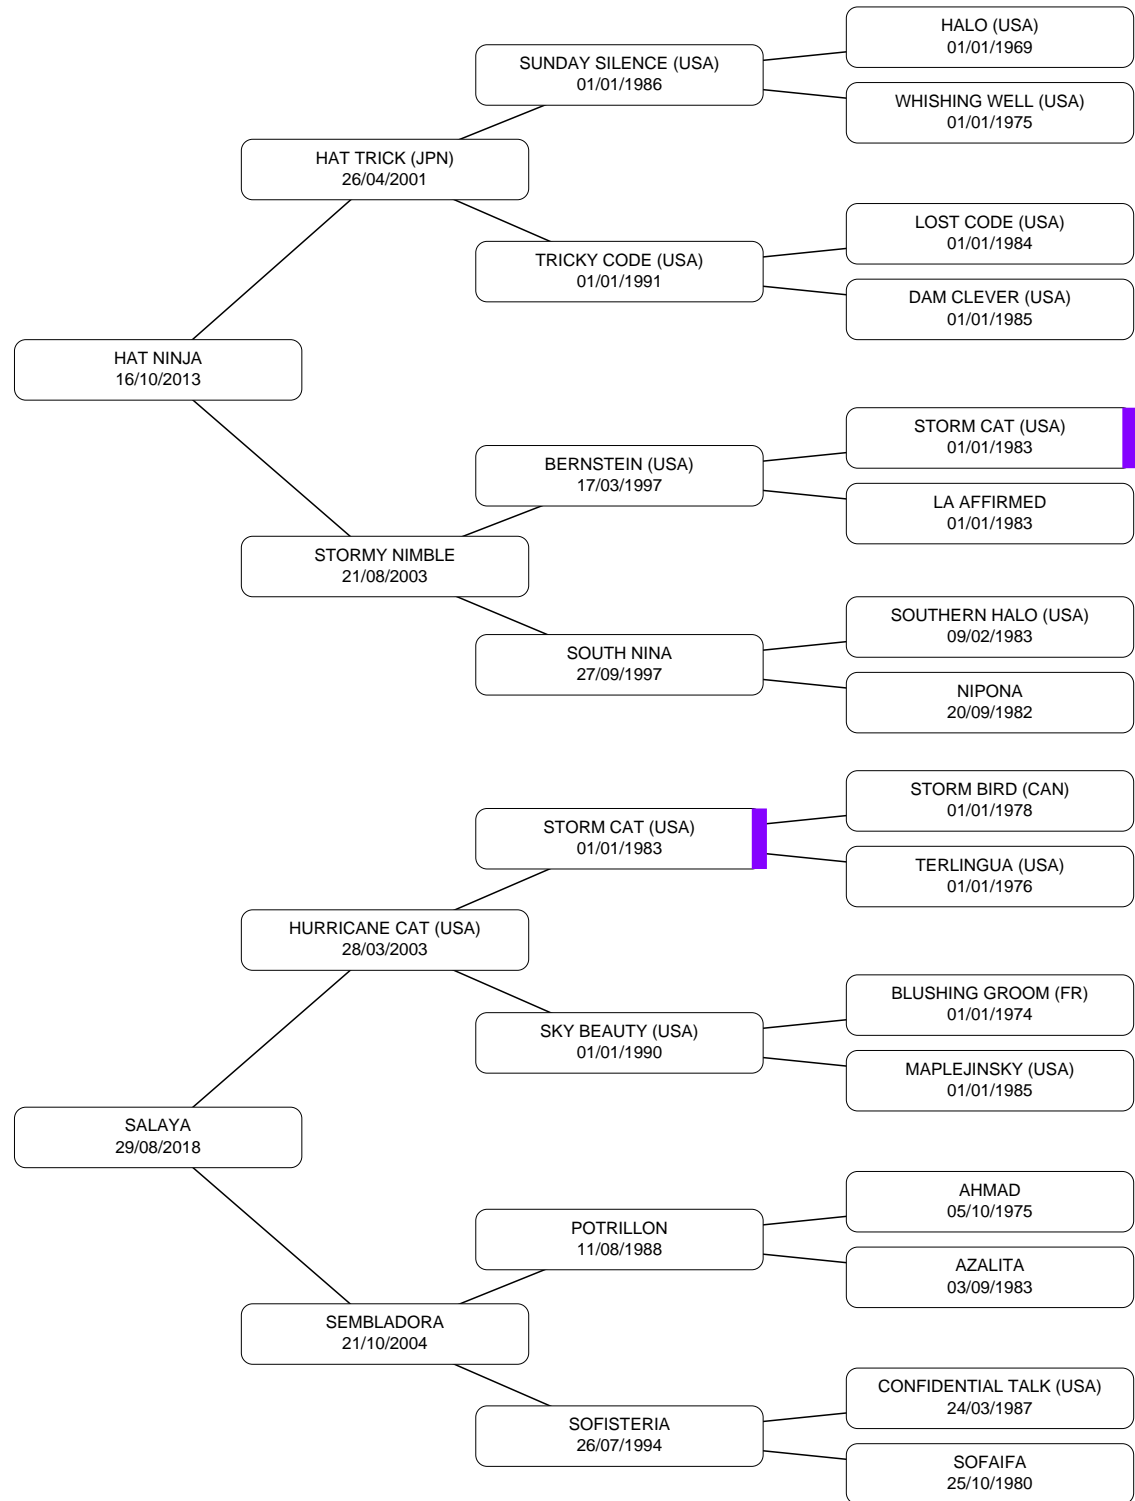 HALO (USA)
01/01/1969
SUNDAY SILENCE (USA)
01/01/1986
WHISHING WELL (USA)
01/01/1975
HAT TRICK (JPN)
26/04/2001
LOST CODE (USA)
01/01/1984
TRICKY CODE (USA)
01/01/1991
DAM CLEVER (USA)
01/01/1985
HAT NINJA
16/10/2013
STORM CAT (USA)
01/01/1983
BERNSTEIN (USA)
17/03/1997
LA AFFIRMED
01/01/1983
STORMY NIMBLE
21/08/2003
SOUTHERN HALO (USA)
09/02/1983
SOUTH NINA
27/09/1997
NIPONA
20/09/1982
STORM BIRD (CAN)
01/01/1978
STORM CAT (USA)
01/01/1983
TERLINGUA (USA)
01/01/1976
HURRICANE CAT (USA)
28/03/2003
BLUSHING GROOM (FR)
01/01/1974
SKY BEAUTY (USA)
01/01/1990
MAPLEJINSKY (USA)
01/01/1985
SALAYA
29/08/2018
AHMAD
05/10/1975
POTRILLON
11/08/1988
AZALITA
03/09/1983
SEMBLADORA
21/10/2004
CONFIDENTIAL TALK (USA)
24/03/1987
SOFISTERIA
26/07/1994
SOFAIFA
25/10/1980